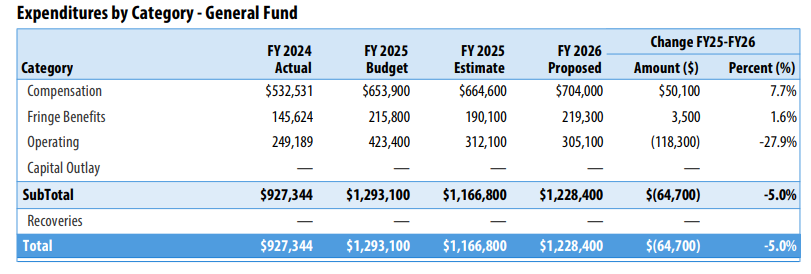 Expenditures by Category - General Fund
Change FY25-FY26
FY 2024 FY 2025 FY 2025 FY 2026
Category Actual Budget Estimate Proposed Amount ($) Percent (%)
Compensation $532,531 $653,900 $664,600 $704,000 $50,100 7.7%
Fringe Benefits 145,624 215,800 190,100 219,300 3,500 1.6%
Operating 249,189 423,400 312,100 305,100 (118,300) -27.9%
Capital Outlay — — — — — —
SubTotal $927,344 $1,293,100 $1,166,800 $1,228,400 $(64,700) -5.0%
Recoveries — — — — — —
Total $927,344 $1,293,100 $1,166,800 $1,228,400 $(64,700) -5.0%